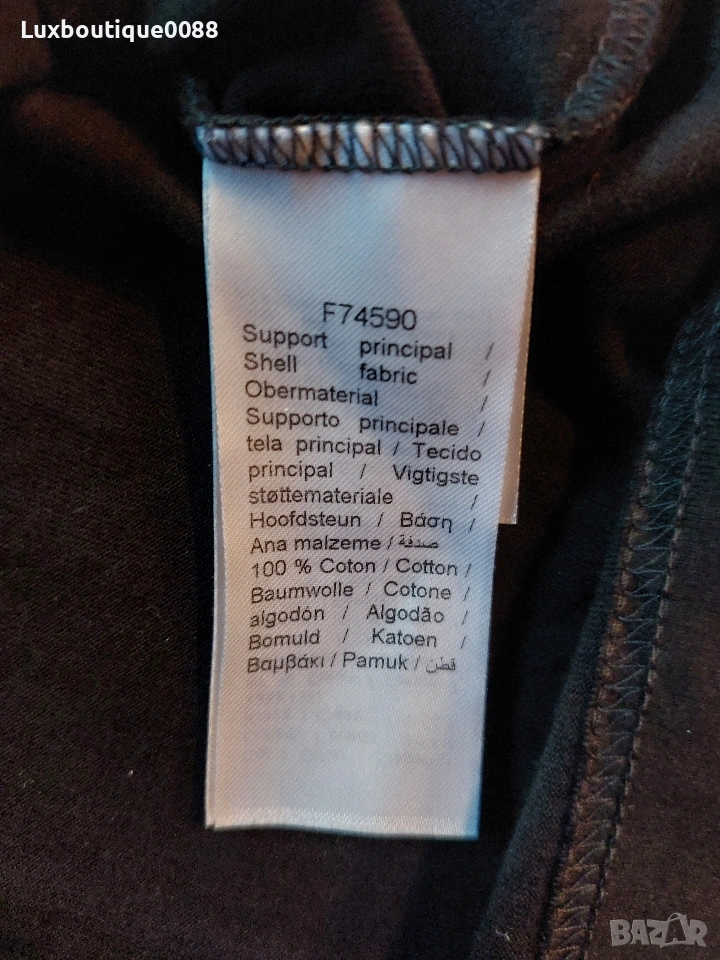 Luxboutique0088
F74590
Support principal /
Shell fabric /
Obermaterial /
Supporto principale /
tela principal / Tecido
principal / Vigtigste
støttemateriale /
Hoofdsteun / Βάση /
Ana malzeme / صدفة /
100 % Coton / Cotton /
Baumwolle / Cotone /
algodón / Algodão /
Bomuld / Katoen /
Βαμβάκι / Pamuk / قطن
BAZAR